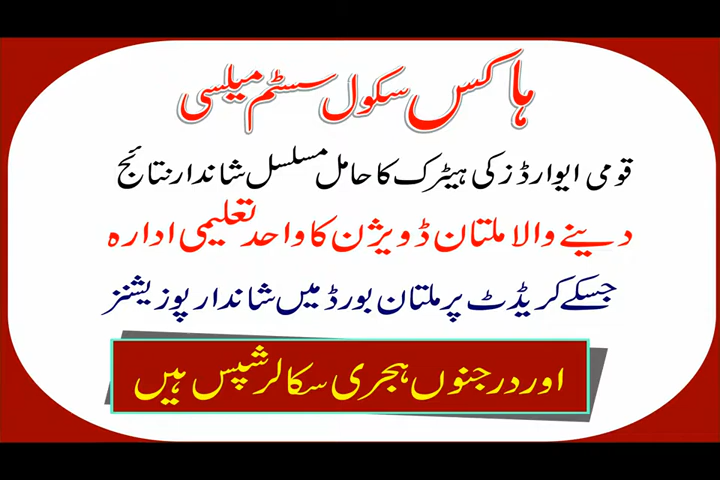 ہاکس سکول سسٹم میلسی
قومی ایوارڈز کی ہیٹرک کا حامل مسلسل شاندار نتائج
دینے والا ملتان ڈویژن کا واحد تعلیمی ادارہ
جسکے کریڈٹ پر ملتان بورڈ میں شاندار پوزیشنز
اور درجنوں ہجری سکالرشپس ہیں